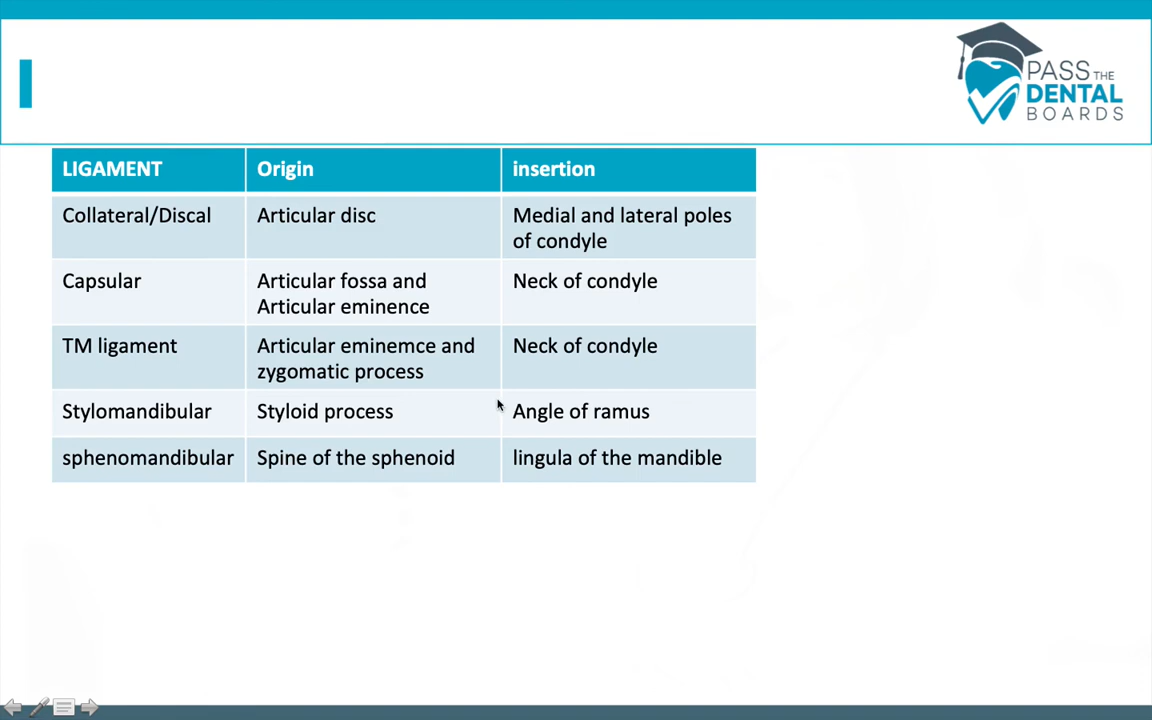 PASS THE
DENTAL
BOARDS
LIGAMENT Origin insertion
Collateral/Discal Articular disc Medial and lateral poles
of condyle
Capsular Articular fossa and Neck of condyle
Articular eminence
TM ligament Articular eminemce and Neck of condyle
zygomatic process
Stylomandibular Styloid process Angle of ramus
sphenomandibular Spine of the sphenoid lingula of the mandible